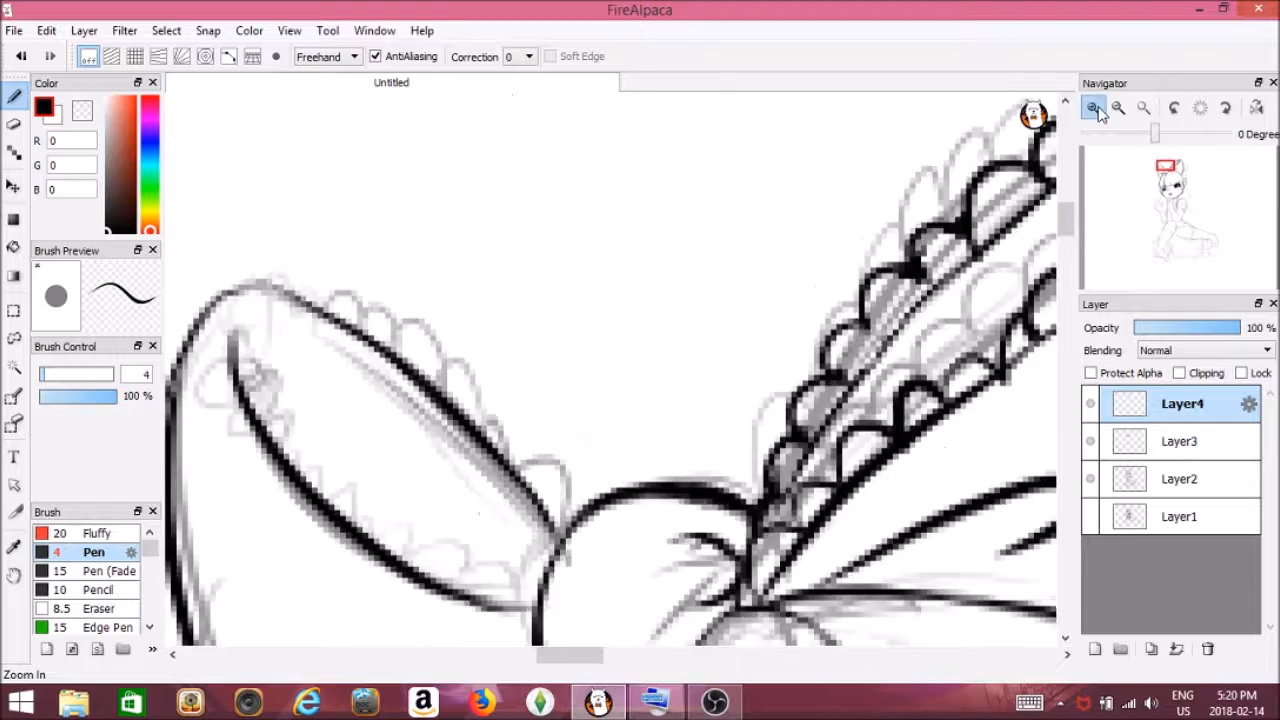 FireAlpaca
File Edit Layer Filter Select Snap Color View Tool Window Help
off Freehand AntiAliasing Correction 0 Soft Edge
Color
Untitled
Navigator
R 0
G 0
B 0
0 Degree
Brush Preview
Brush Control
4
100 %
Brush
20 Fluffy
4 Pen
15 Pen (Fade
10 Pencil
8.5 Eraser
15 Edge Pen
Layer
Opacity 100 %
Blending Normal
Protect Alpha Clipping Lock
Layer4
Layer3
Layer2
Layer1
Zoom In
ENG 5:20 PM
US 2018-02-14